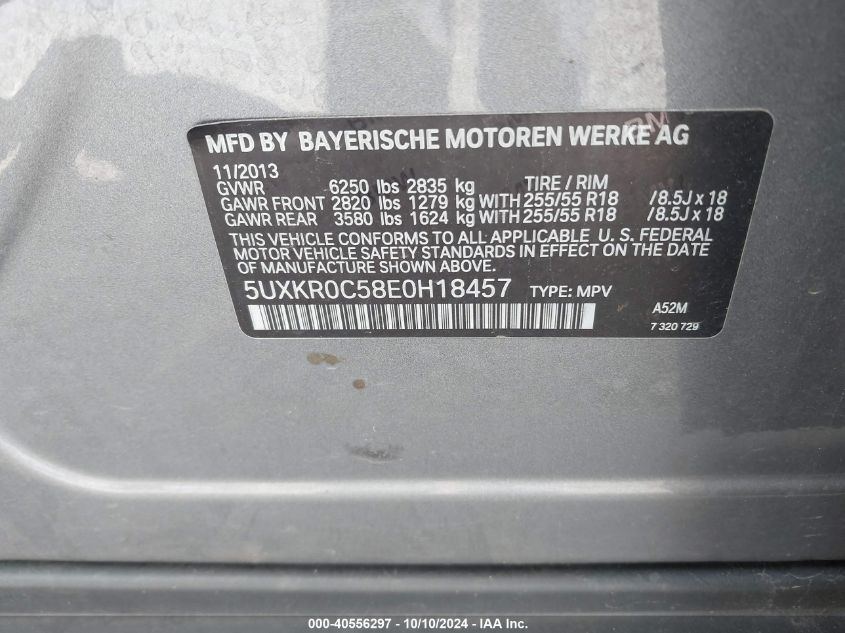 MFD BY BAYERISCHE MOTOREN WERKE AG
11/2013
GVWR 6250 lbs 2835 kg TIRE / RIM
GAWR FRONT 2820 lbs 1279 kg WITH 255/55 R18 /8.5J x 18
GAWR REAR 3580 lbs 1624 kg WITH 255/55 R18 /8.5J x 18
THIS VEHICLE CONFORMS TO ALL APPLICABLE U. S. FEDERAL
MOTOR VEHICLE SAFETY STANDARDS IN EFFECT ON THE DATE
OF MANUFACTURE SHOWN ABOVE.
5UXKR0C58E0H18457 TYPE: MPV
A52M
7 320 729
000-40556297 - 10/10/2024 - IAA Inc.